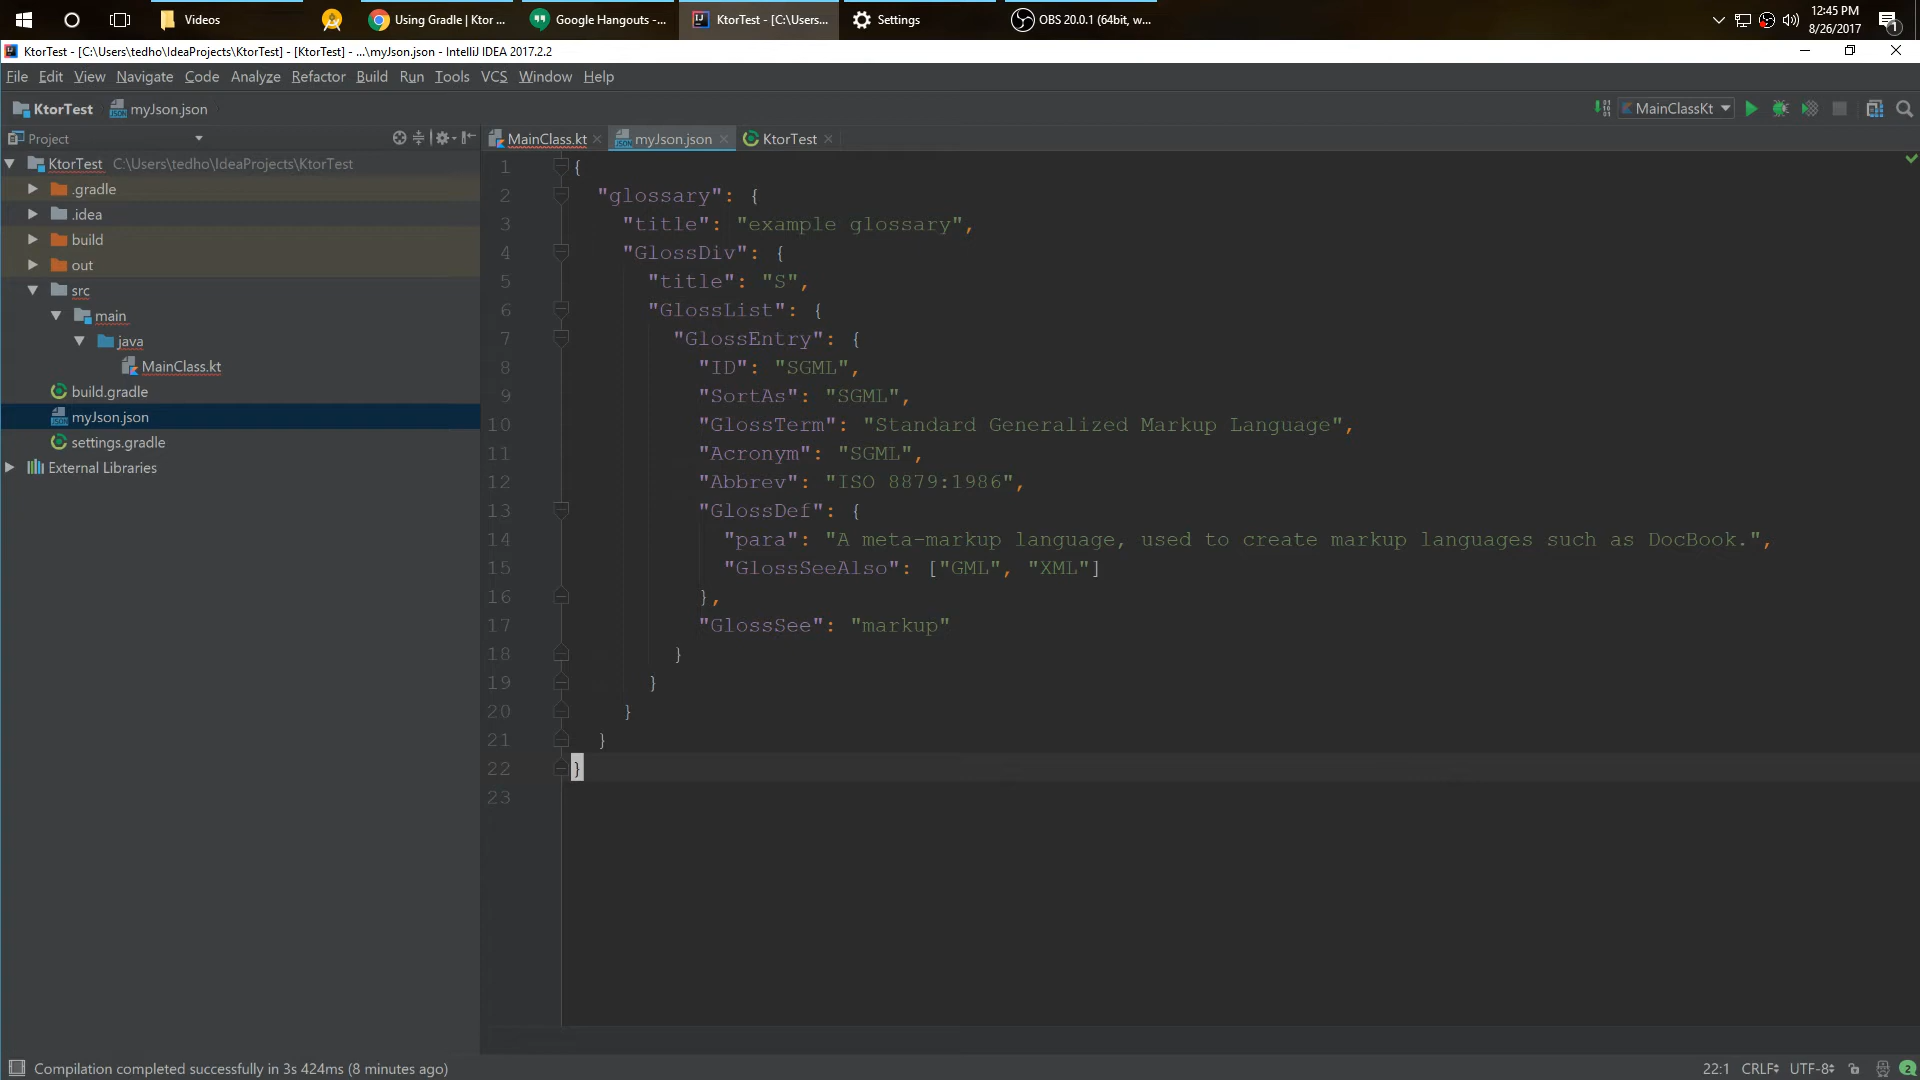 Videos
Using Gradle | Ktor ...
Google Hangouts -...
KtorTest - [C:\Users...
Settings
OBS 20.0.1 (64bit, w...
12:45 PM
8/26/2017
1
KtorTest - [C:\Users\tedho\IdeaProjects\KtorTest] - [KtorTest] - ...\myJson.json - IntelliJ IDEA 2017.2.2
File Edit View Navigate Code Analyze Refactor Build Run Tools VCS Window Help
KtorTest myJson.json
MainClassKt
Project
MainClass.kt myJson.json KtorTest
KtorTest C:\Users\tedho\IdeaProjects\KtorTest
.gradle
.idea
build
out
src
main
java
MainClass.kt
build.gradle
myJson.json
settings.gradle
External Libraries
1 {
2 "glossary": {
3 "title": "example glossary",
4 "GlossDiv": {
5 "title": "S",
6 "GlossList": {
7 "GlossEntry": {
8 "ID": "SGML",
9 "SortAs": "SGML",
10 "GlossTerm": "Standard Generalized Markup Language",
11 "Acronym": "SGML",
12 "Abbrev": "ISO 8879:1986",
13 "GlossDef": {
14 "para": "A meta-markup language, used to create markup languages such as DocBook.",
15 "GlossSeeAlso": ["GML", "XML"]
16 },
17 "GlossSee": "markup"
18 }
19 }
20 }
21 }
22 }
23
Compilation completed successfully in 3s 424ms (8 minutes ago)
22:1 CRLF UTF-8 2